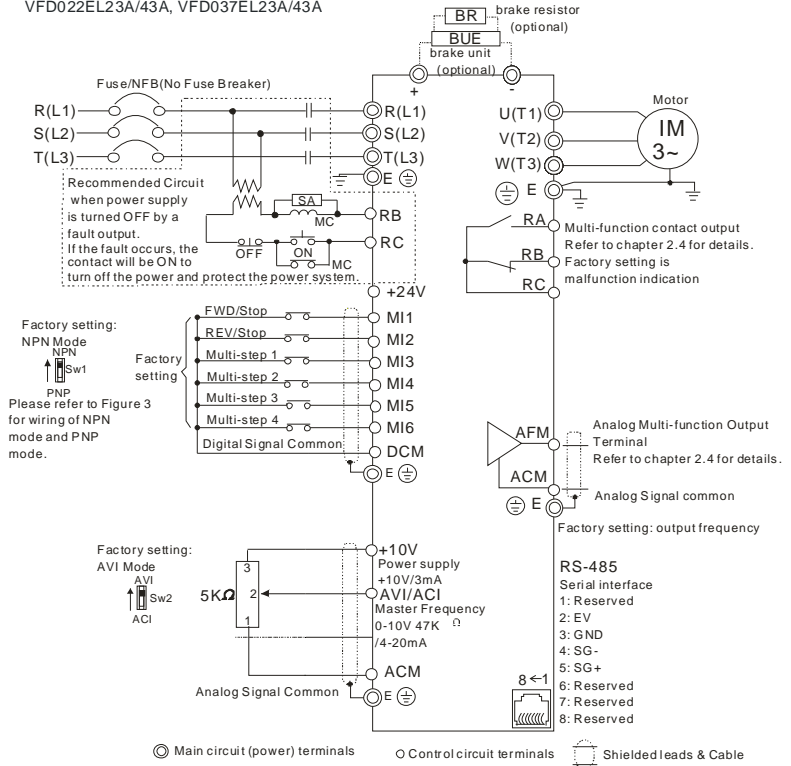 VFD022EL23A/43A, VFD037EL23A/43A
BR
brake resistor
(optional)
BUE
brake unit
(optional)
+
-
Fuse/NFB(No Fuse Breaker)
R(L1)
S(L2)
T(L3)
R(L1)
S(L2)
T(L3)
E
U(T1)
V(T2)
W(T3)
E
Motor
IM
3~
Recommended Circuit
when power supply
is turned OFF by a
fault output.
If the fault occurs, the
contact will be ON to
turn off the power and protect the power system.
SA
MC
OFF
ON
MC
RB
RC
RA
RB
RC
Multi-function contact output
Refer to chapter 2.4 for details.
Factory setting is
malfunction indication
+24V
FWD/Stop
MI1
REV/Stop
MI2
Multi-step 1
MI3
Multi-step 2
MI4
Multi-step 3
MI5
Multi-step 4
MI6
Digital Signal Common
DCM
E
Factory
setting
Factory setting:
NPN Mode
NPN
Sw1
PNP
Please refer to Figure 3
for wiring of NPN
mode and PNP
mode.
AFM
ACM
E
Analog Multi-function Output
Terminal
Refer to chapter 2.4 for details.
Analog Signal common
Factory setting: output frequency
Factory setting:
AVI Mode
AVI
Sw2
ACI
5KΩ
3
2
1
+10V
Power supply
+10V/3mA
AVI/ACI
Master Frequency
0-10V 47K Ω
/4-20mA
ACM
Analog Signal Common
E
RS-485
Serial interface
1: Reserved
2: EV
3: GND
4: SG-
5: SG+
6: Reserved
7: Reserved
8: Reserved
8←1
Main circuit (power) terminals
Control circuit terminals
Shielded leads & Cable